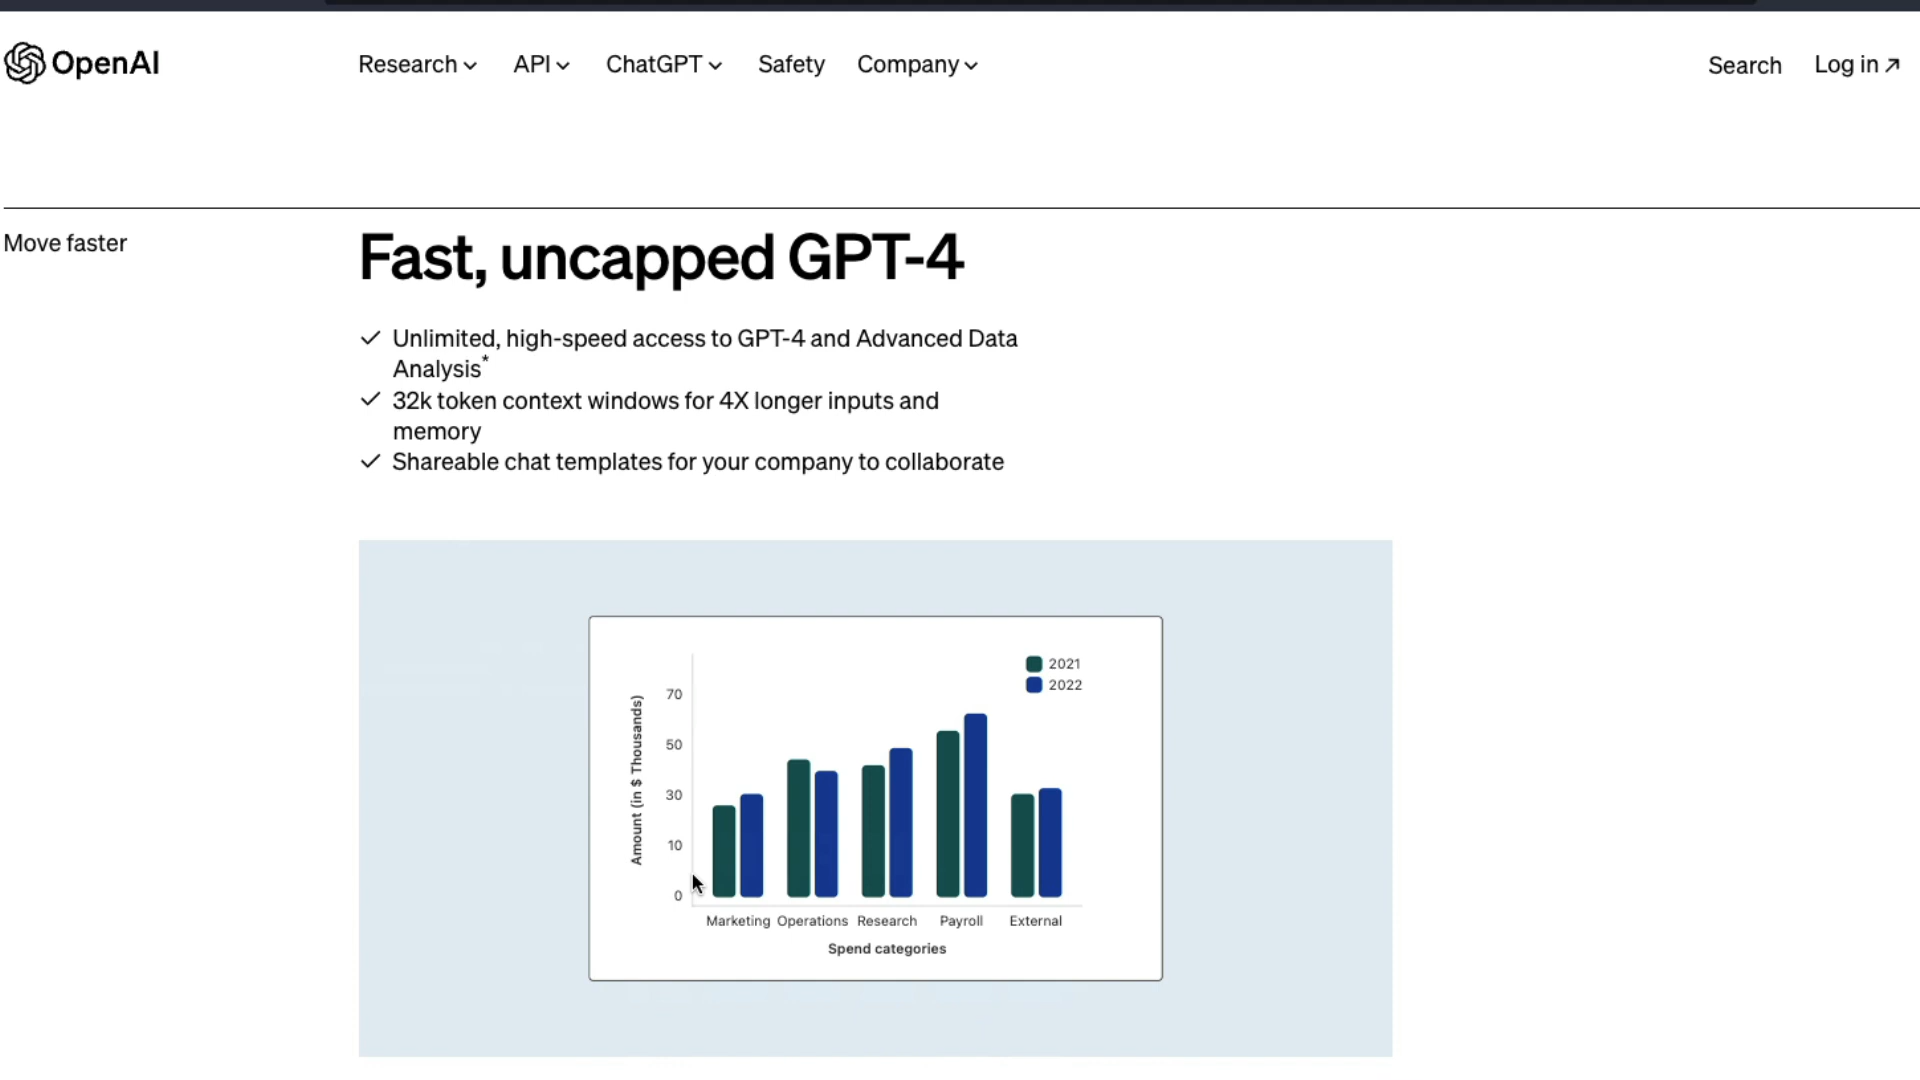 OpenAI
Research
API
ChatGPT
Safety
Company
Search
Log in
Move faster
Fast, uncapped GPT-4
Unlimited, high-speed access to GPT-4 and Advanced Data
Analysis*
32k token context windows for 4X longer inputs and
memory
Shareable chat templates for your company to collaborate
2021
2022
Amount (in $ Thousands)
70
50
30
10
0
Marketing
Operations
Research
Payroll
External
Spend categories